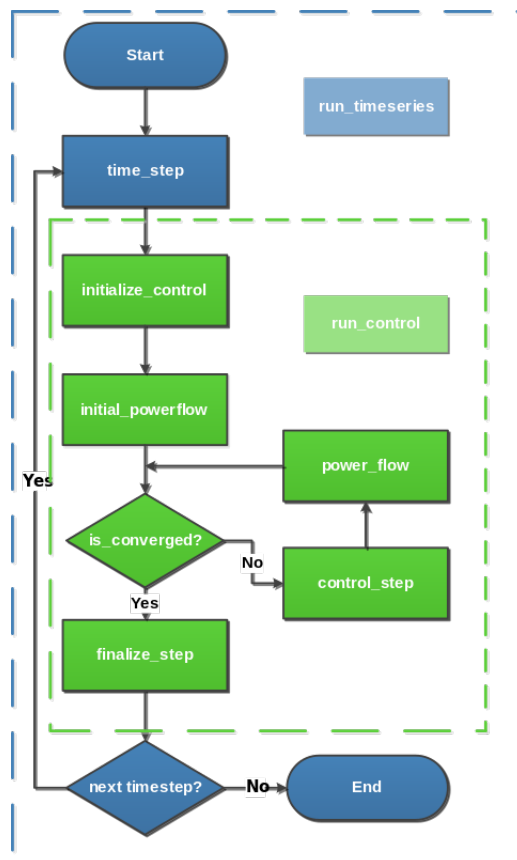 Start
run_timeseries
time_step
initialize_control
run_control
initial_powerflow
power_flow
Yes
is_converged?
No
control_step
Yes
finalize_step
next timestep?
No
End